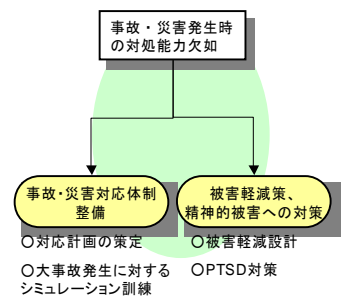 事故・災害発生時
の対処能力欠如
事故・災害対応体制
整備
被害軽減策、
精神的被害への対策
〇対応計画の策定
〇大事故発生に対する
シミュレーション訓練
〇被害軽減設計
〇PTSD対策